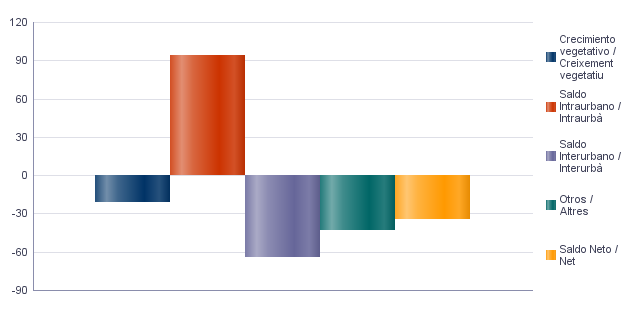 120
90
60
30
0
-30
-60
-90
Crecimiento
vegetativo /
Creixement
vegetatiu
Saldo
Intraurbano /
Intraurbà
Saldo
Interurbano /
Interurbà
Otros /
Altres
Saldo Neto /
Net